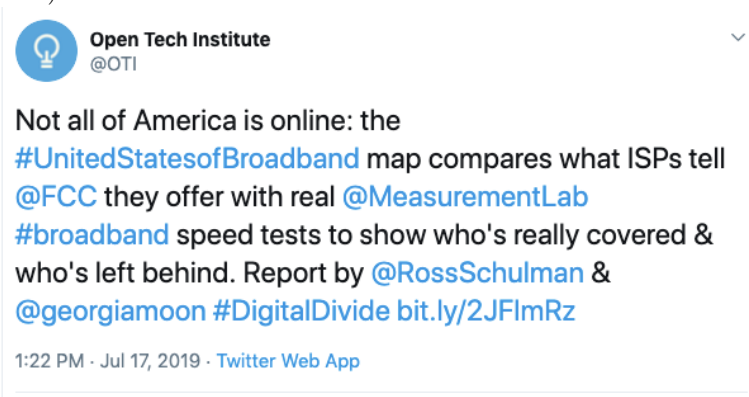 Open Tech Institute
@OTI
Not all of America is online: the
#UnitedStatesofBroadband map compares what ISPs tell
@FCC they offer with real @MeasurementLab
#broadband speed tests to show who's really covered &
who's left behind. Report by @RossSchulman &
@georgiamoon #DigitalDivide bit.ly/2JFlmRz
1:22 PM · Jul 17, 2019 · Twitter Web App